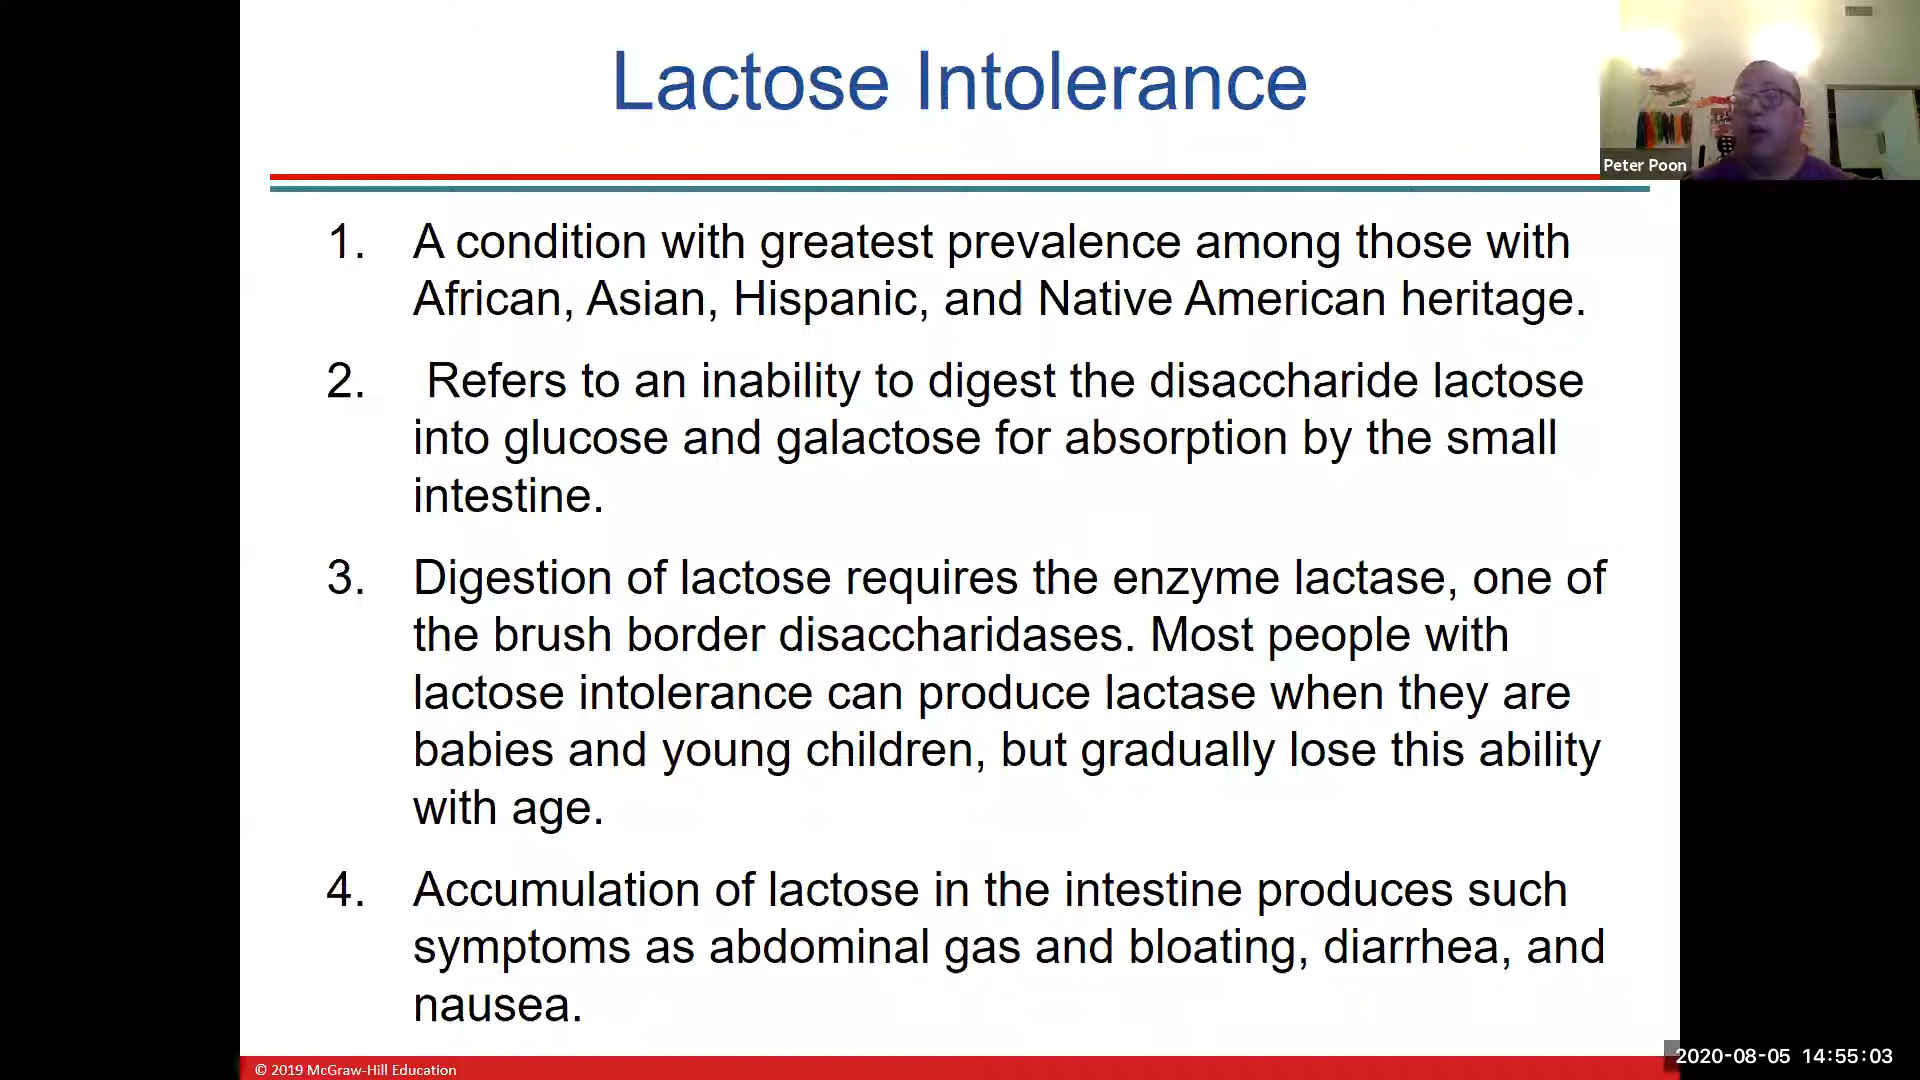 Lactose Intolerance
Peter Poon
1. A condition with greatest prevalence among those with
African, Asian, Hispanic, and Native American heritage.
2. Refers to an inability to digest the disaccharide lactose
into glucose and galactose for absorption by the small
intestine.
3. Digestion of lactose requires the enzyme lactase, one of
the brush border disaccharidases. Most people with
lactose intolerance can produce lactase when they are
babies and young children, but gradually lose this ability
with age.
4. Accumulation of lactose in the intestine produces such
symptoms as abdominal gas and bloating, diarrhea, and
nausea.
© 2019 McGraw-Hill Education
2020-08-05 14:55:03